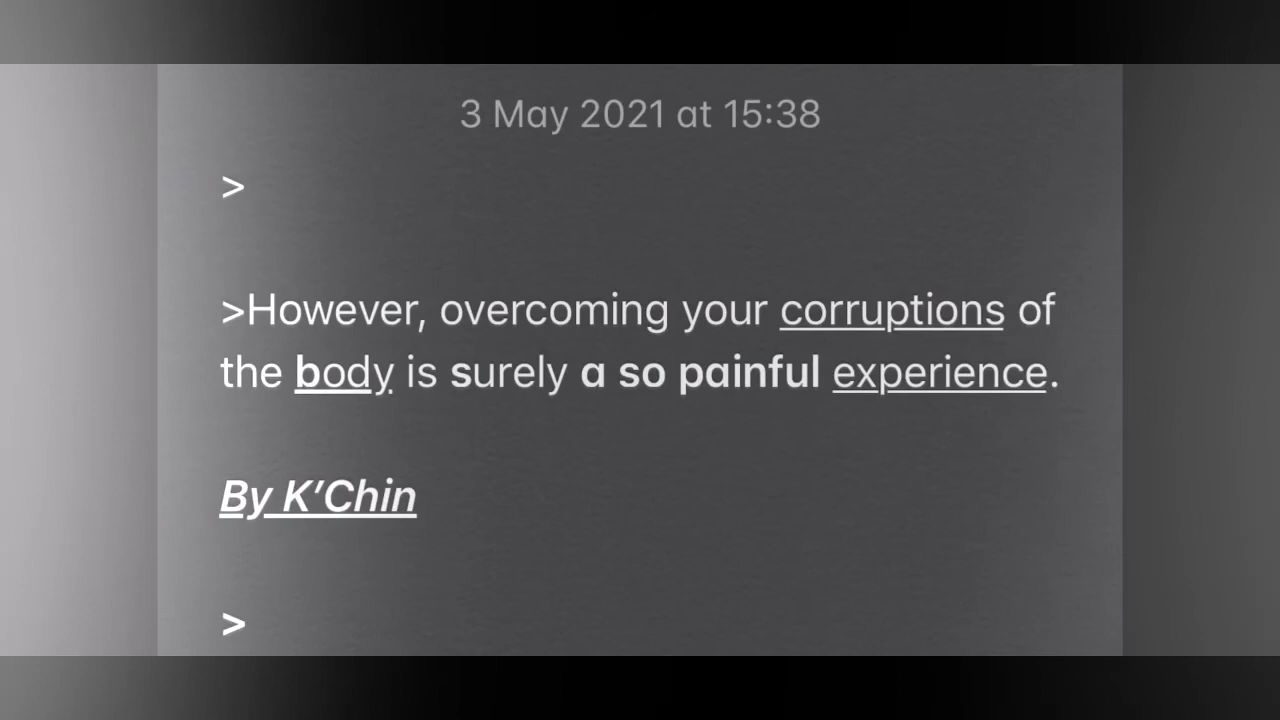 3 May 2021 at 15:38
>
>However, overcoming your corruptions of
the body is surely a so painful experience.
By K’Chin
>